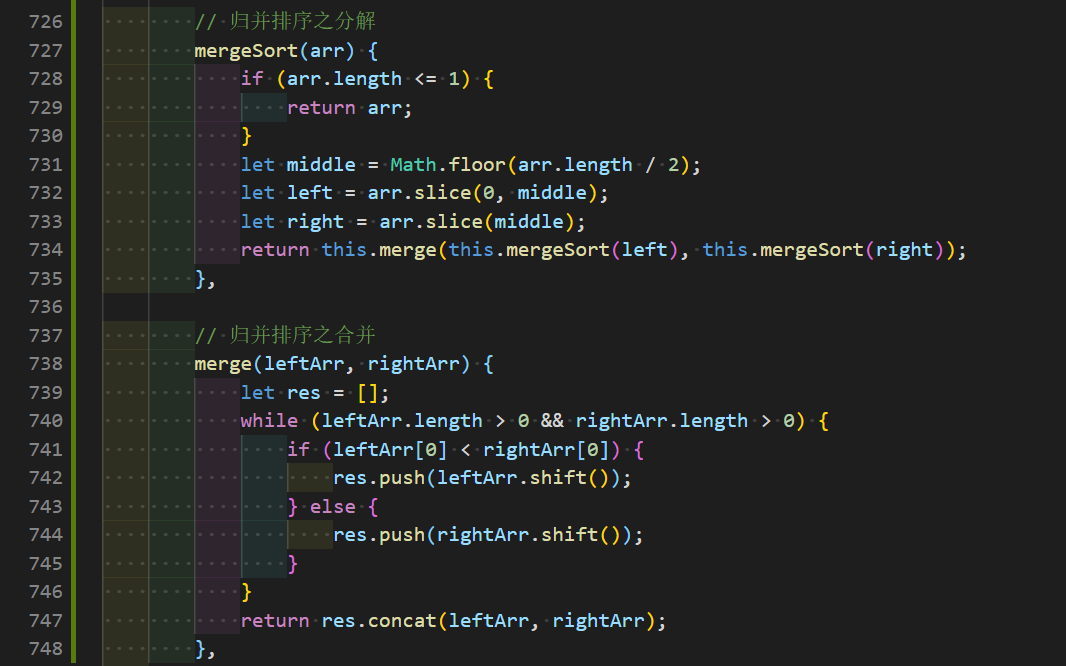 726 // 归并排序之分解
727 mergeSort(arr) {
728 if (arr.length <= 1) {
729 return arr;
730 }
731 let middle = Math.floor(arr.length / 2);
732 let left = arr.slice(0, middle);
733 let right = arr.slice(middle);
734 return this.merge(this.mergeSort(left), this.mergeSort(right));
735 },
736
737 // 归并排序之合并
738 merge(leftArr, rightArr) {
739 let res = [];
740 while (leftArr.length > 0 && rightArr.length > 0) {
741 if (leftArr[0] < rightArr[0]) {
742 res.push(leftArr.shift());
743 } else {
744 res.push(rightArr.shift());
745 }
746 }
747 return res.concat(leftArr, rightArr);
748 },